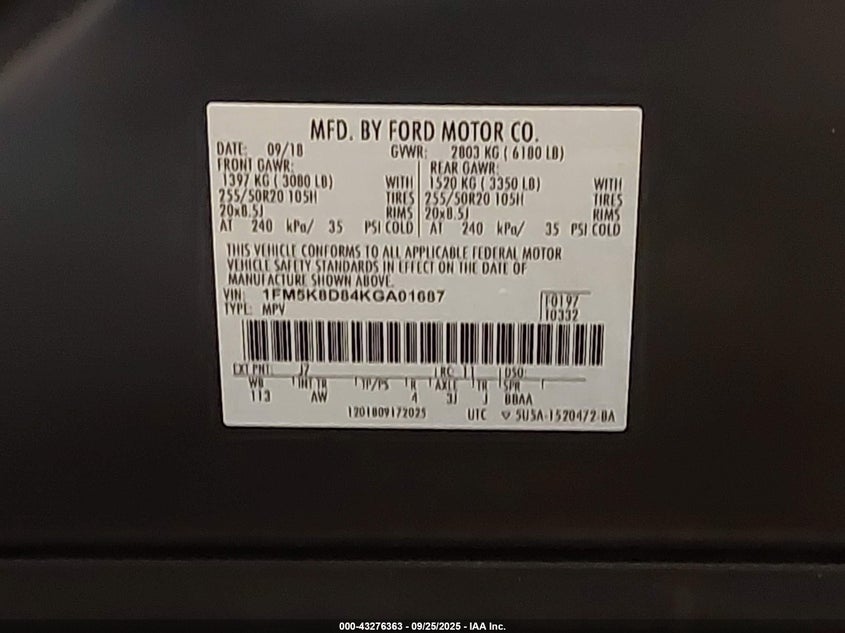 MFD. BY FORD MOTOR CO.
DATE: 09/18 GVWR: 2803 KG ( 6180 LB)
FRONT GAWR: REAR GAWR:
1397 KG ( 3080 LB) WITH 1520 KG ( 3350 LB) WITH
255/50R20 105H TIRES 255/50R20 105H TIRES
20x8.5J RIMS 20x8.5J RIMS
AT 240 kPa/ 35 PSI COLD AT 240 kPa/ 35 PSI COLD
THIS VEHICLE CONFORMS TO ALL APPLICABLE FEDERAL MOTOR
VEHICLE SAFETY STANDARDS IN EFFECT ON THE DATE OF
MANUFACTURE SHOWN ABOVE.
VIN: 1FM5K8D84KGA01687
TYPE: MPV
10197
10332
EXT PNT: J7 RC: 11 DSO:
WB INT TR TP/PS R AXLE TR SPR
113 AW 4 3J J BBAA
1201809172025 UTC ▽ 5U5A-1520472-BA
000-43276363 - 09/25/2025 - IAA Inc.